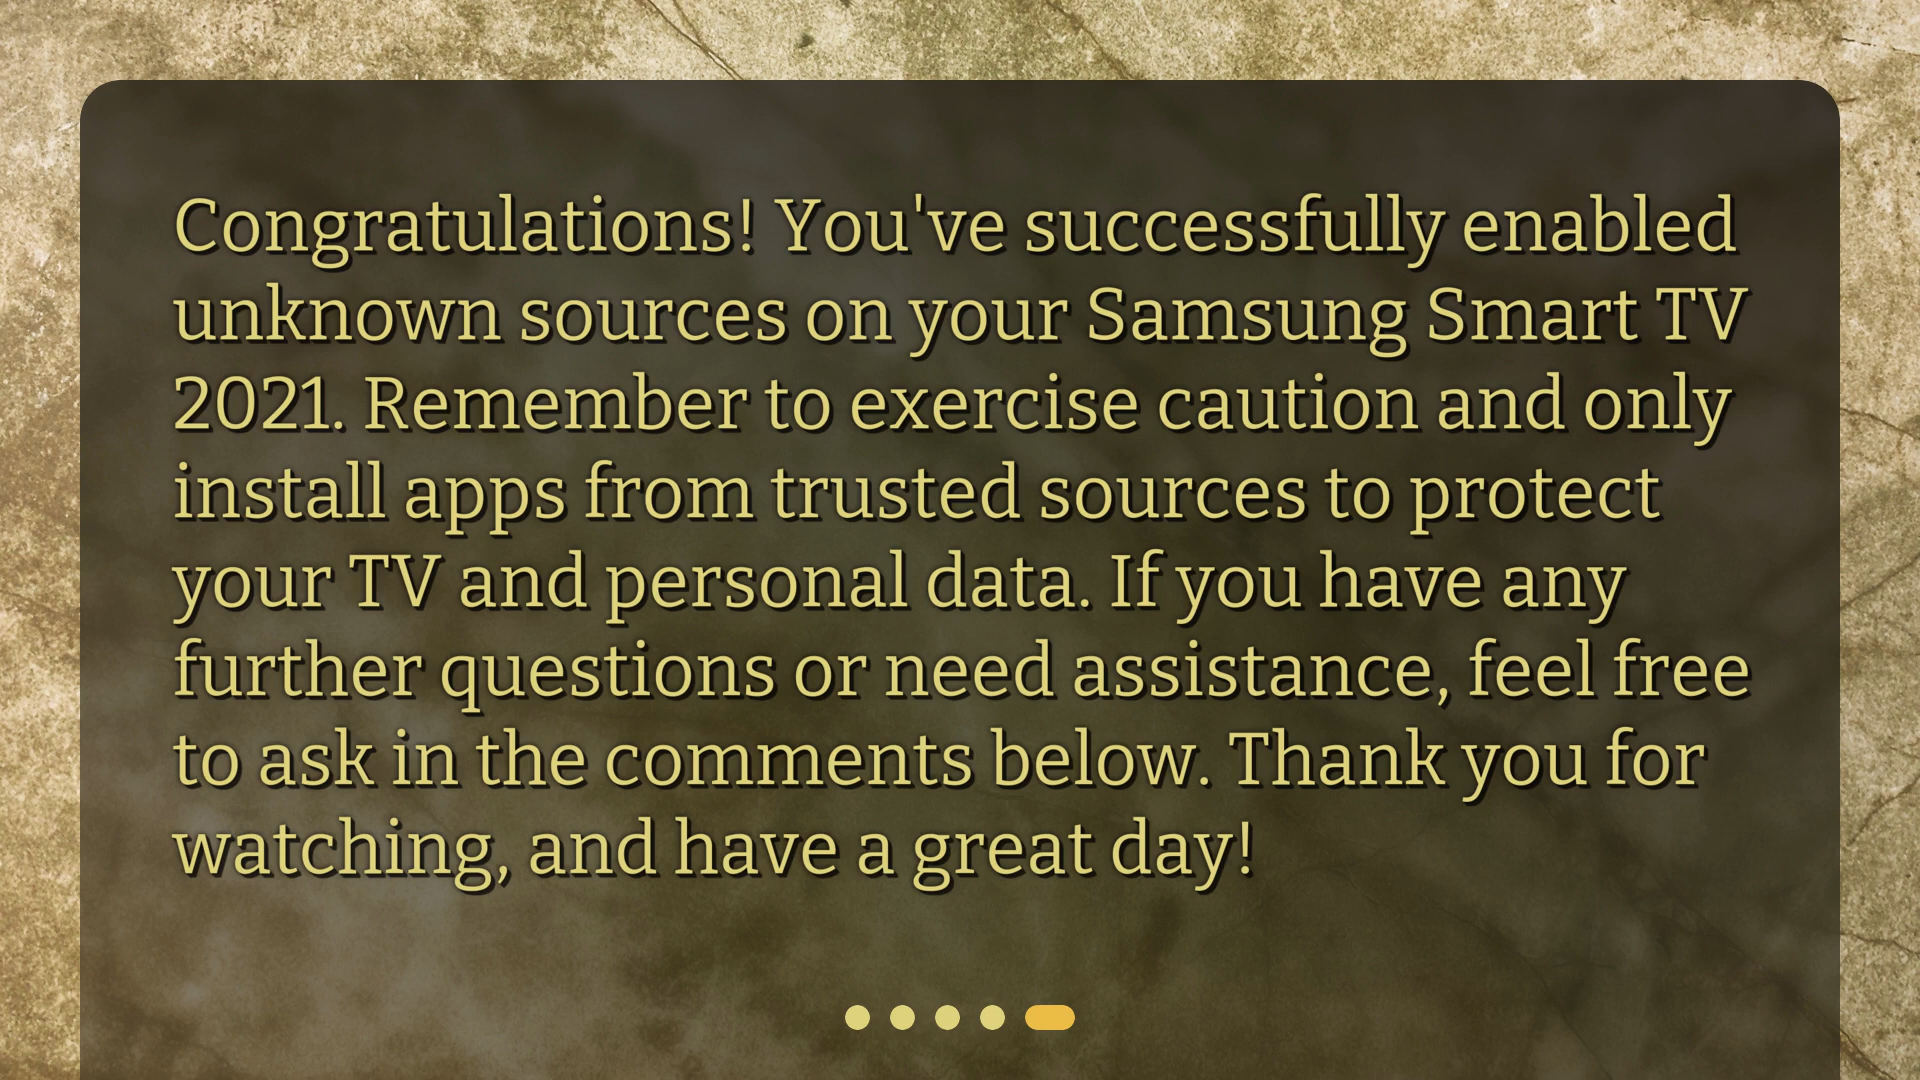 Congratulations! You've successfully enabled
unknown sources on your Samsung Smart TV
2021. Remember to exercise caution and only
install apps from trusted sources to protect
your TV and personal data. If you have any
further questions or need assistance, feel free
to ask in the comments below. Thank you for
watching, and have a great day!